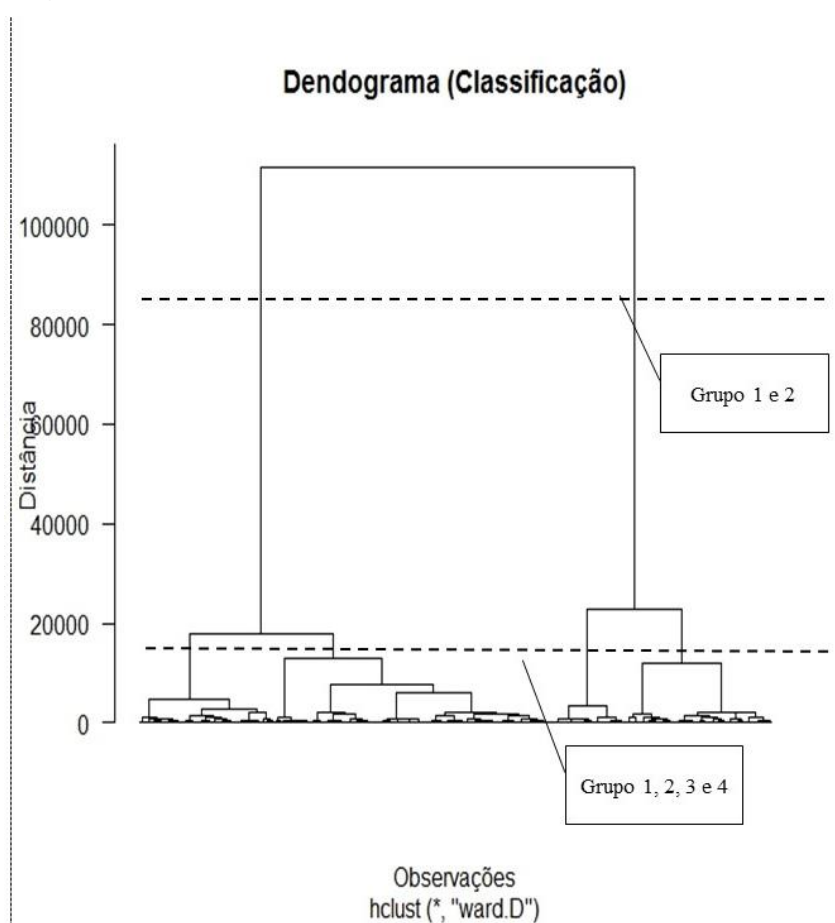 Dendograma (Classificação)
100000
80000
60000
40000
20000
0
Distância
Grupo 1 e 2
Grupo 1, 2, 3 e 4
Observações
hclust (*, "ward.D")